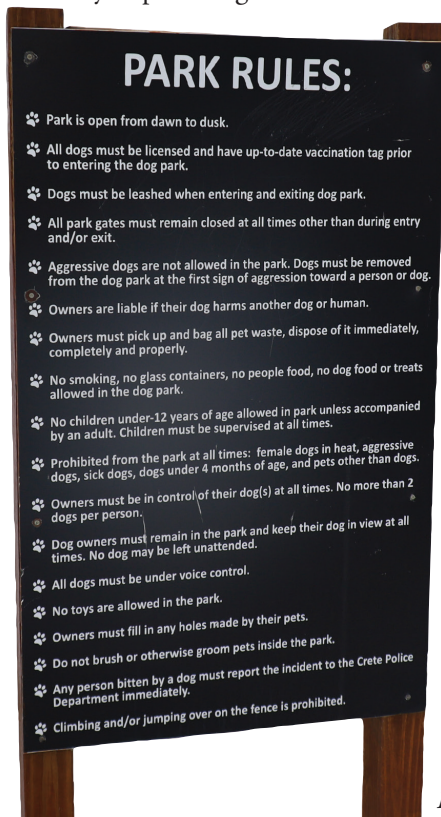 PARK RULES:
Park is open from dawn to dusk.
All dogs must be licensed and have up-to-date vaccination tag prior
to entering the dog park.
Dogs must be leashed when entering and exiting dog park.
All park gates must remain closed at all times other than during entry
and/or exit.
Aggressive dogs are not allowed in the park. Dogs must be removed
from the dog park at the first sign of aggression toward a person or dog.
Owners are liable if their dog harms another dog or human.
Owners must pick up and bag all pet waste, dispose of it immediately,
completely and properly.
No smoking, no glass containers, no people food, no dog food or treats
allowed in the dog park.
No children under-12 years of age allowed in park unless accompanied
by an adult. Children must be supervised at all times.
Prohibited from the park at all times: female dogs in heat, aggressive
dogs, sick dogs, dogs under 4 months of age, and pets other than dogs.
Owners must be in control of their dog(s) at all times. No more than 2
dogs per person.
Dog owners must remain in the park and keep their dog in view at all
times. No dog may be left unattended.
All dogs must be under voice control.
No toys are allowed in the park.
Owners must fill in any holes made by their pets.
Do not brush or otherwise groom pets inside the park.
Any person bitten by a dog must report the incident to the Crete Police
Department immediately.
Climbing and/or jumping over on the fence is prohibited.